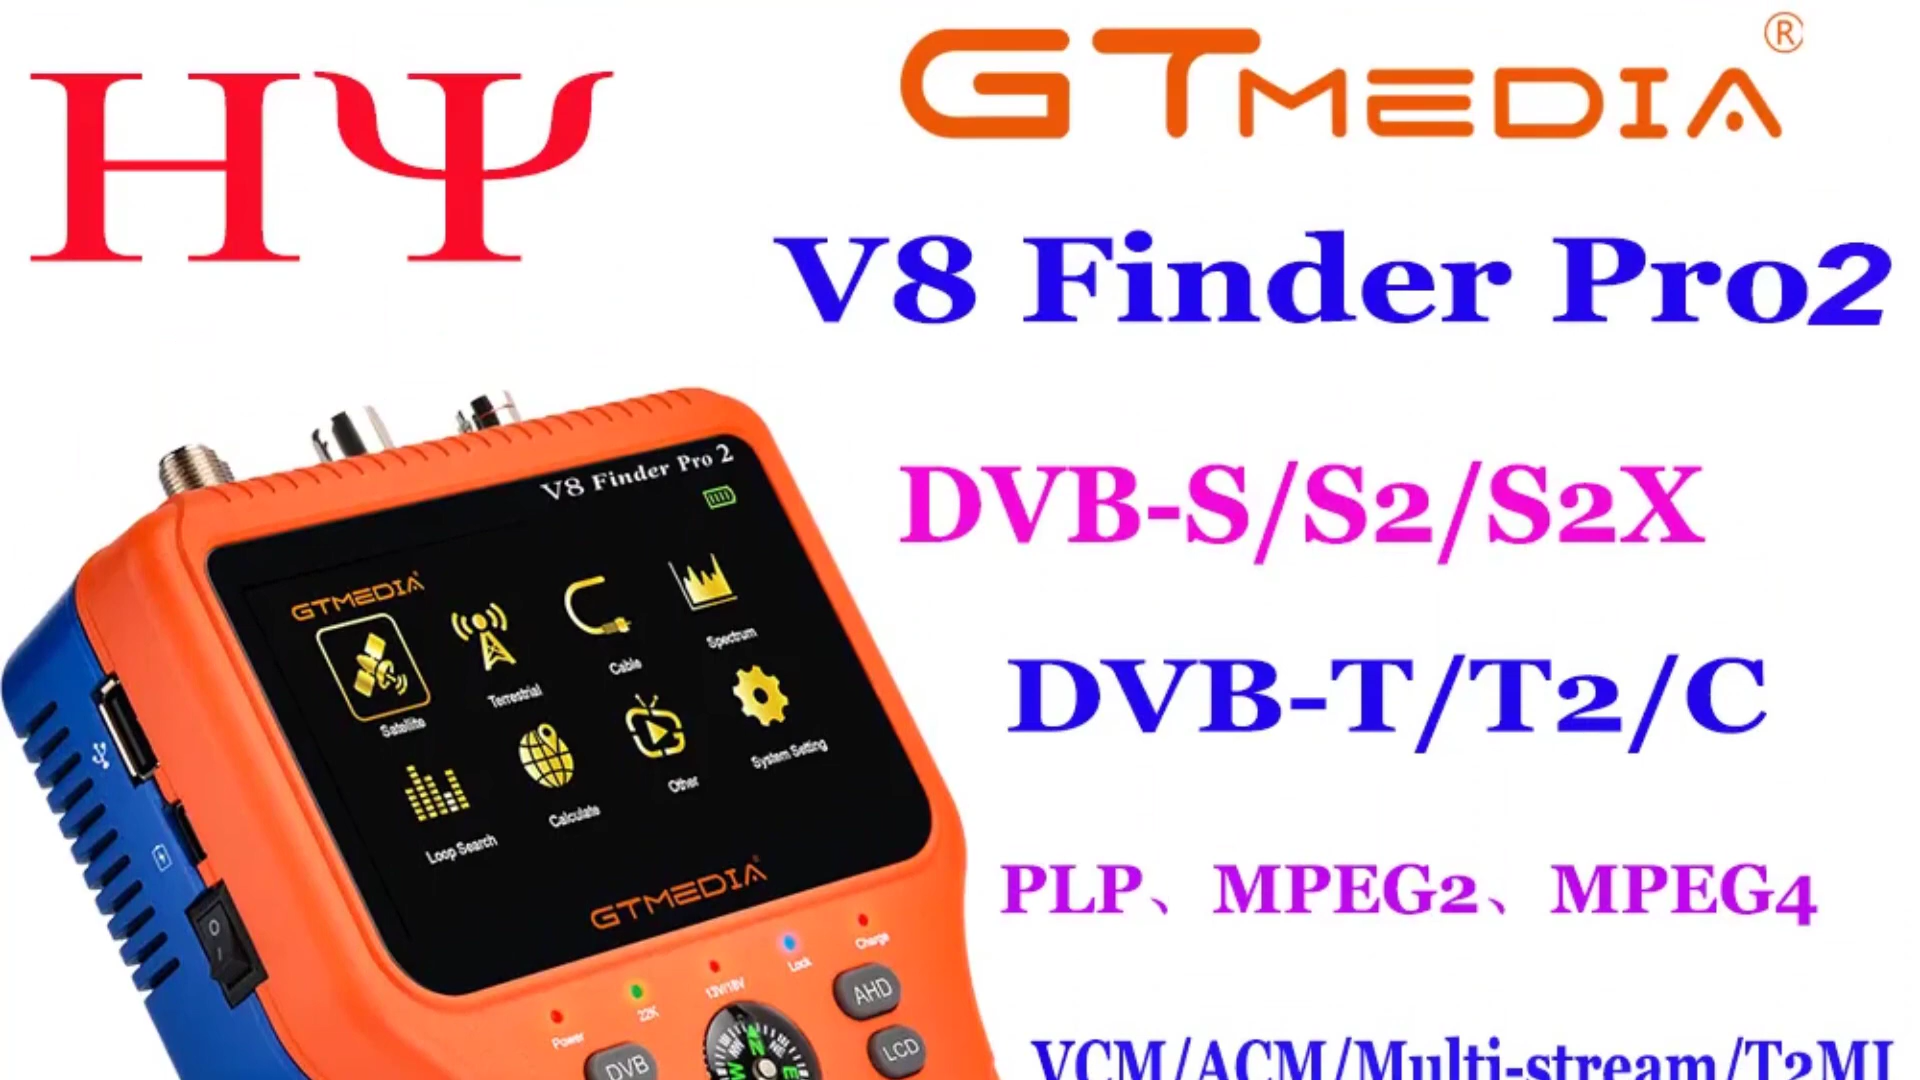 HΨ
GTMEDIA®
V8 Finder Pro2
DVB-S/S2/S2X
DVB-T/T2/C
PLP、MPEG2、MPEG4
VCM/ACM/Multi-stream/T2MI
V8 Finder Pro 2
GTMEDIA
Satellite
Terrestrial
Cable
Spectrum
Loop Search
Calculate
Other
System Setting
GTMEDIA
Power
22K
13V/18V
Lock
Charge
DVB
AHD
LCD
N
E